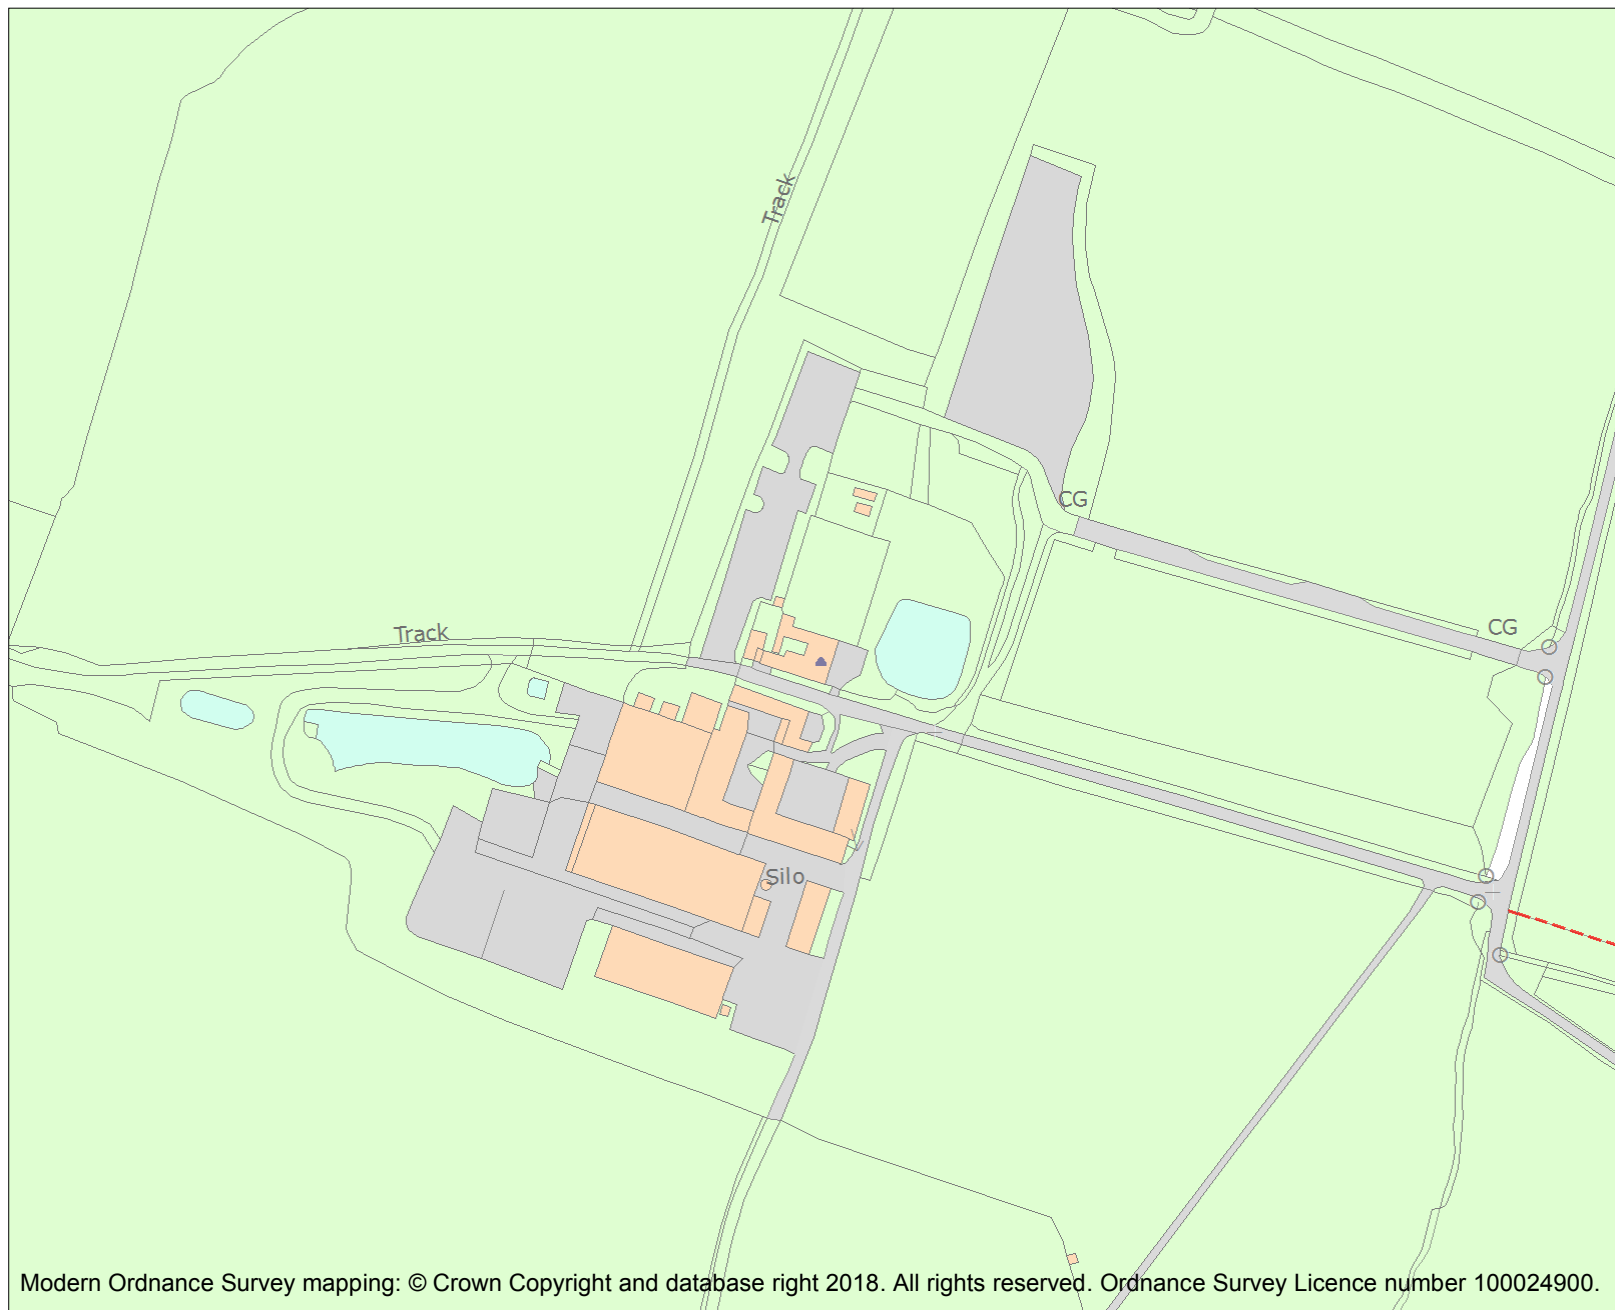 Track
CG
CG
Track
Silo
Modern Ordnance Survey mapping: © Crown Copyright and database right 2018. All rights reserved. Ordnance Survey Licence number 100024900.